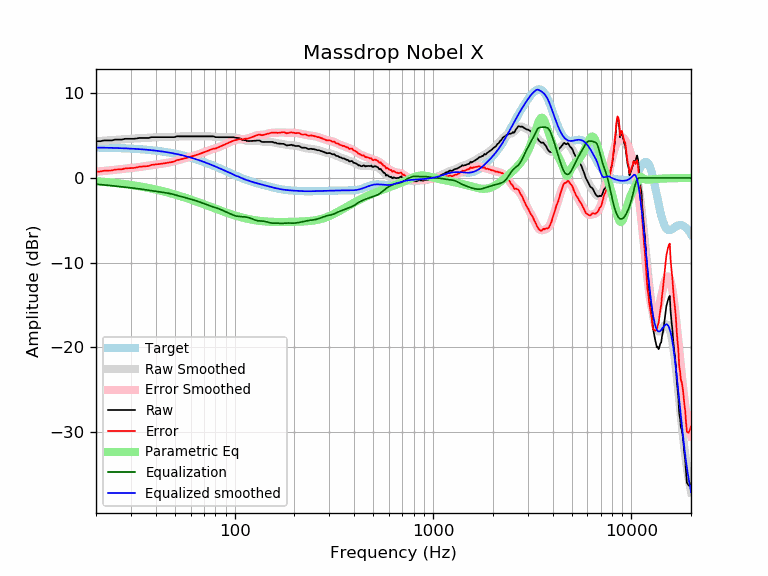 Massdrop Nobel X
Amplitude (dBr)
10
0
−10
−20
−30
Target
Raw Smoothed
Error Smoothed
Raw
Error
Parametric Eq
Equalization
Equalized smoothed
100
1000
10000
Frequency (Hz)